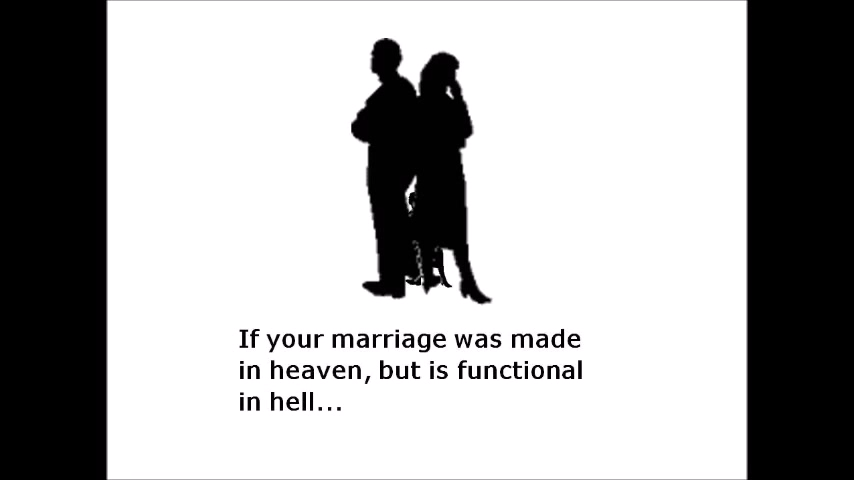 If your marriage was made
in heaven, but is functional
in hell...